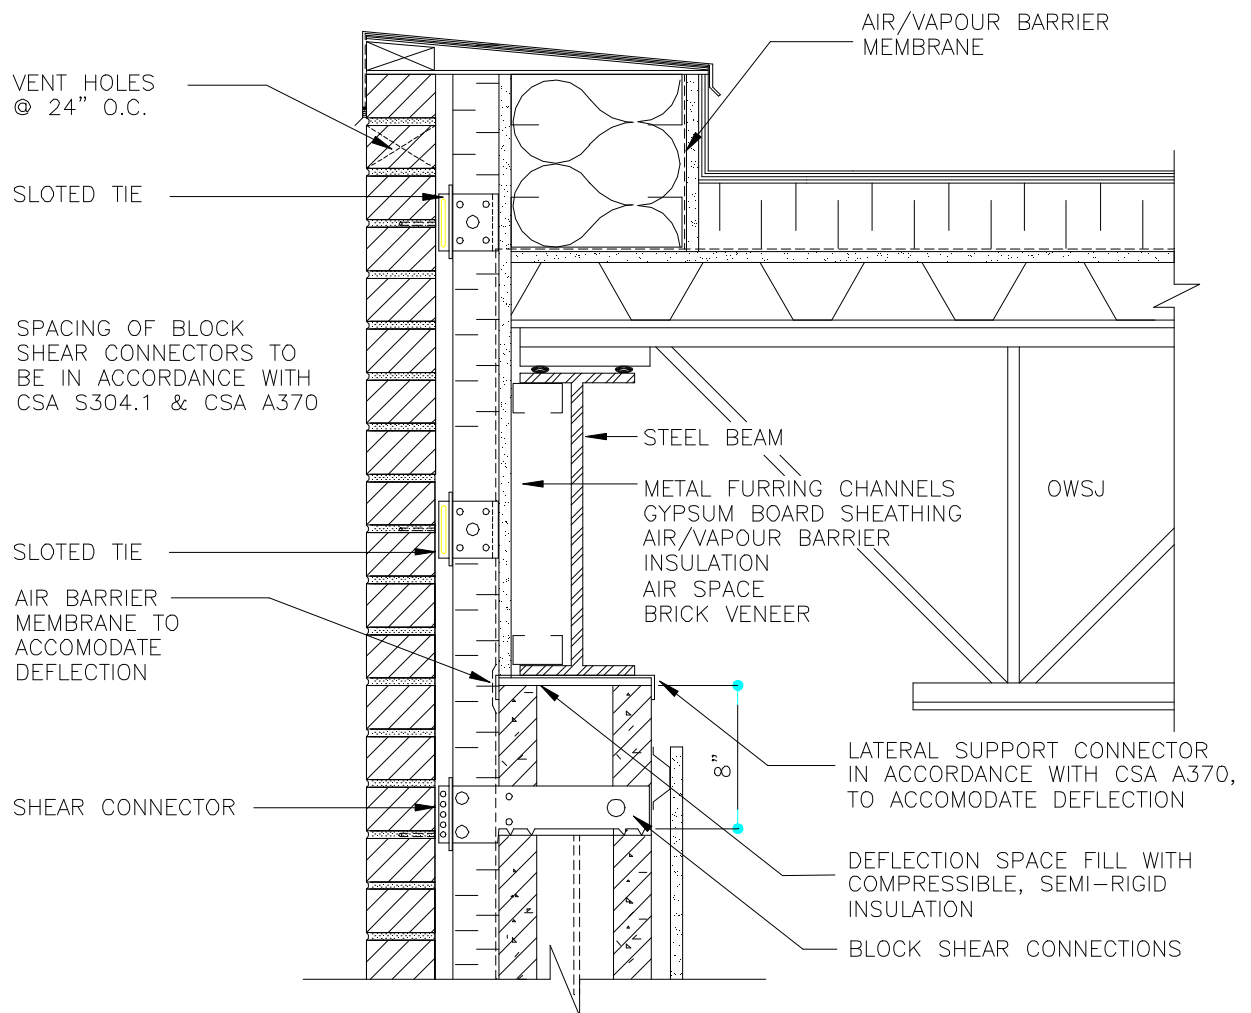 AIR/VAPOUR BARRIER
MEMBRANE
VENT HOLES
@ 24” O.C.
SLOTED TIE
SPACING OF BLOCK
SHEAR CONNECTORS TO
BE IN ACCORDANCE WITH
CSA S304.1 & CSA A370
STEEL BEAM
METAL FURRING CHANNELS
GYPSUM BOARD SHEATHING
AIR/VAPOUR BARRIER
INSULATION
AIR SPACE
BRICK VENEER
OWSJ
SLOTED TIE
AIR BARRIER
MEMBRANE TO
ACCOMODATE
DEFLECTION
8”
LATERAL SUPPORT CONNECTOR
IN ACCORDANCE WITH CSA A370,
TO ACCOMODATE DEFLECTION
SHEAR CONNECTOR
DEFLECTION SPACE FILL WITH
COMPRESSIBLE, SEMI-RIGID
INSULATION
BLOCK SHEAR CONNECTIONS